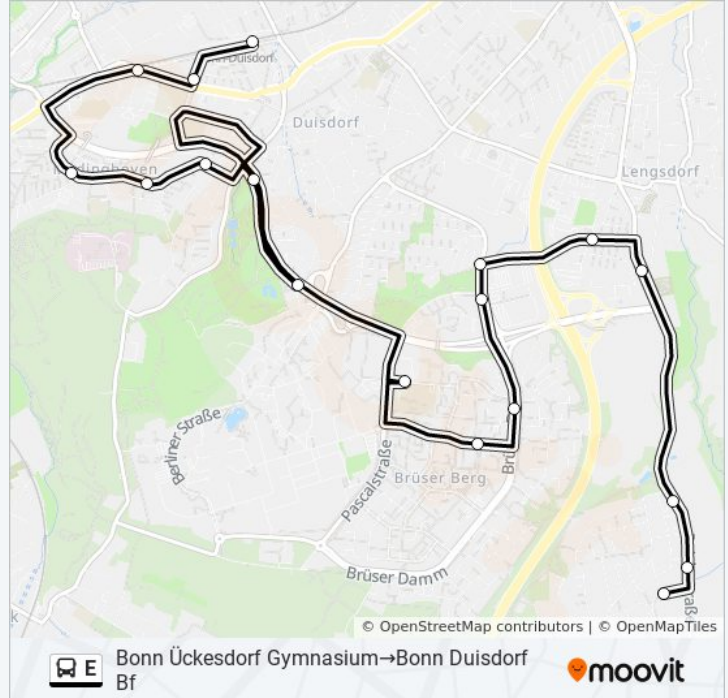 Duisdorf
Duisdorf
Lengsdorf
Berliner Straße
Pascalstraße
Brüser Berg
Brüser Damm
© OpenStreetMap contributors | © OpenMapTiles
E
Bonn Ückesdorf Gymnasium→Bonn Duisdorf
Bf
moovit